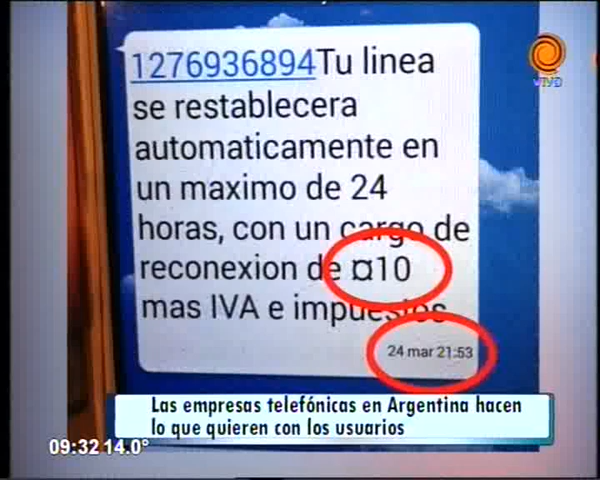 1276936894Tu linea
se restablecera
automaticamente en
un maximo de 24
horas, con un cargo de
reconexion de ¤10
mas IVA e impuestos
24 mar 21:53
VIVO
Las empresas telefónicas en Argentina hacen
lo que quieren con los usuarios
09:32 14.0°